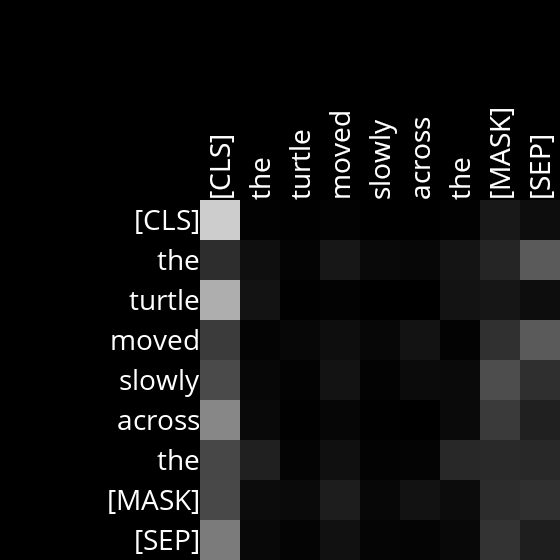 [CLS] the turtle moved slowly across the [MASK] [SEP]
[CLS]
the
turtle
moved
slowly
across
the
[MASK]
[SEP]